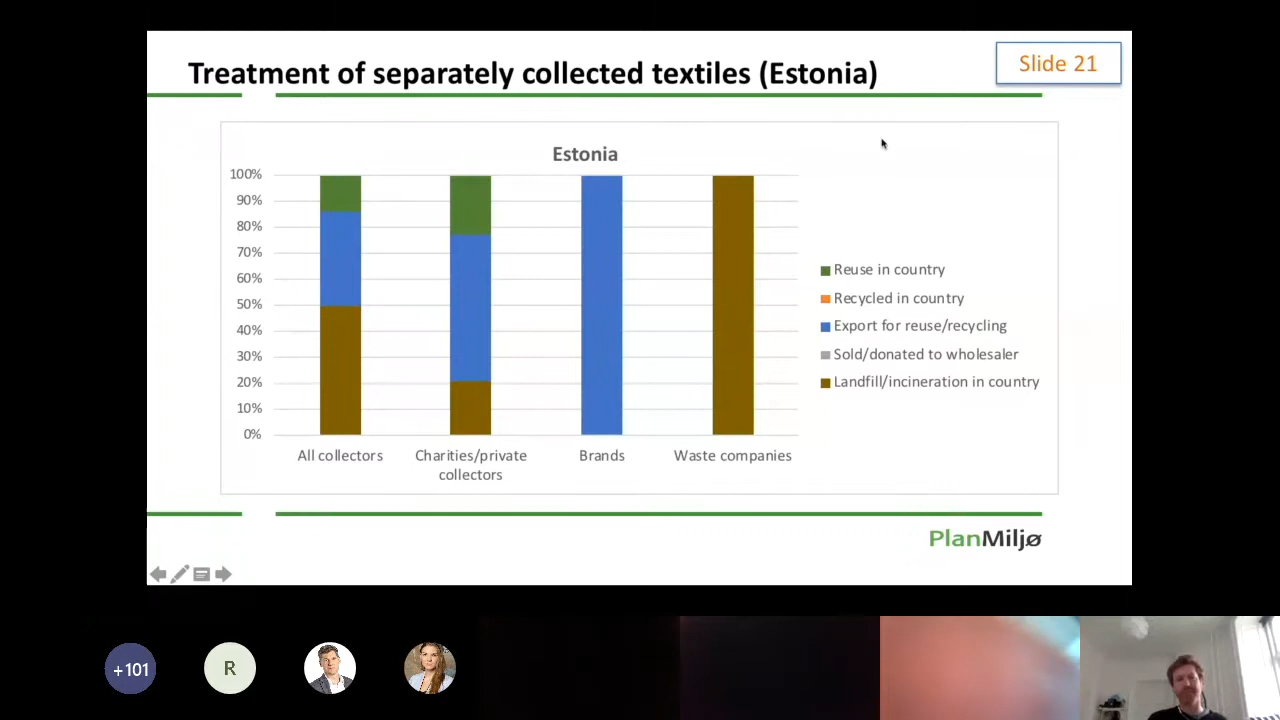 Treatment of separately collected textiles (Estonia)
Slide 21
Estonia
100%
90%
80%
70%
60%
50%
40%
30%
20%
10%
0%
All collectors
Charities/private
collectors
Brands
Waste companies
Reuse in country
Recycled in country
Export for reuse/recycling
Sold/donated to wholesaler
Landfill/incineration in country
PlanMiljø
+101
R